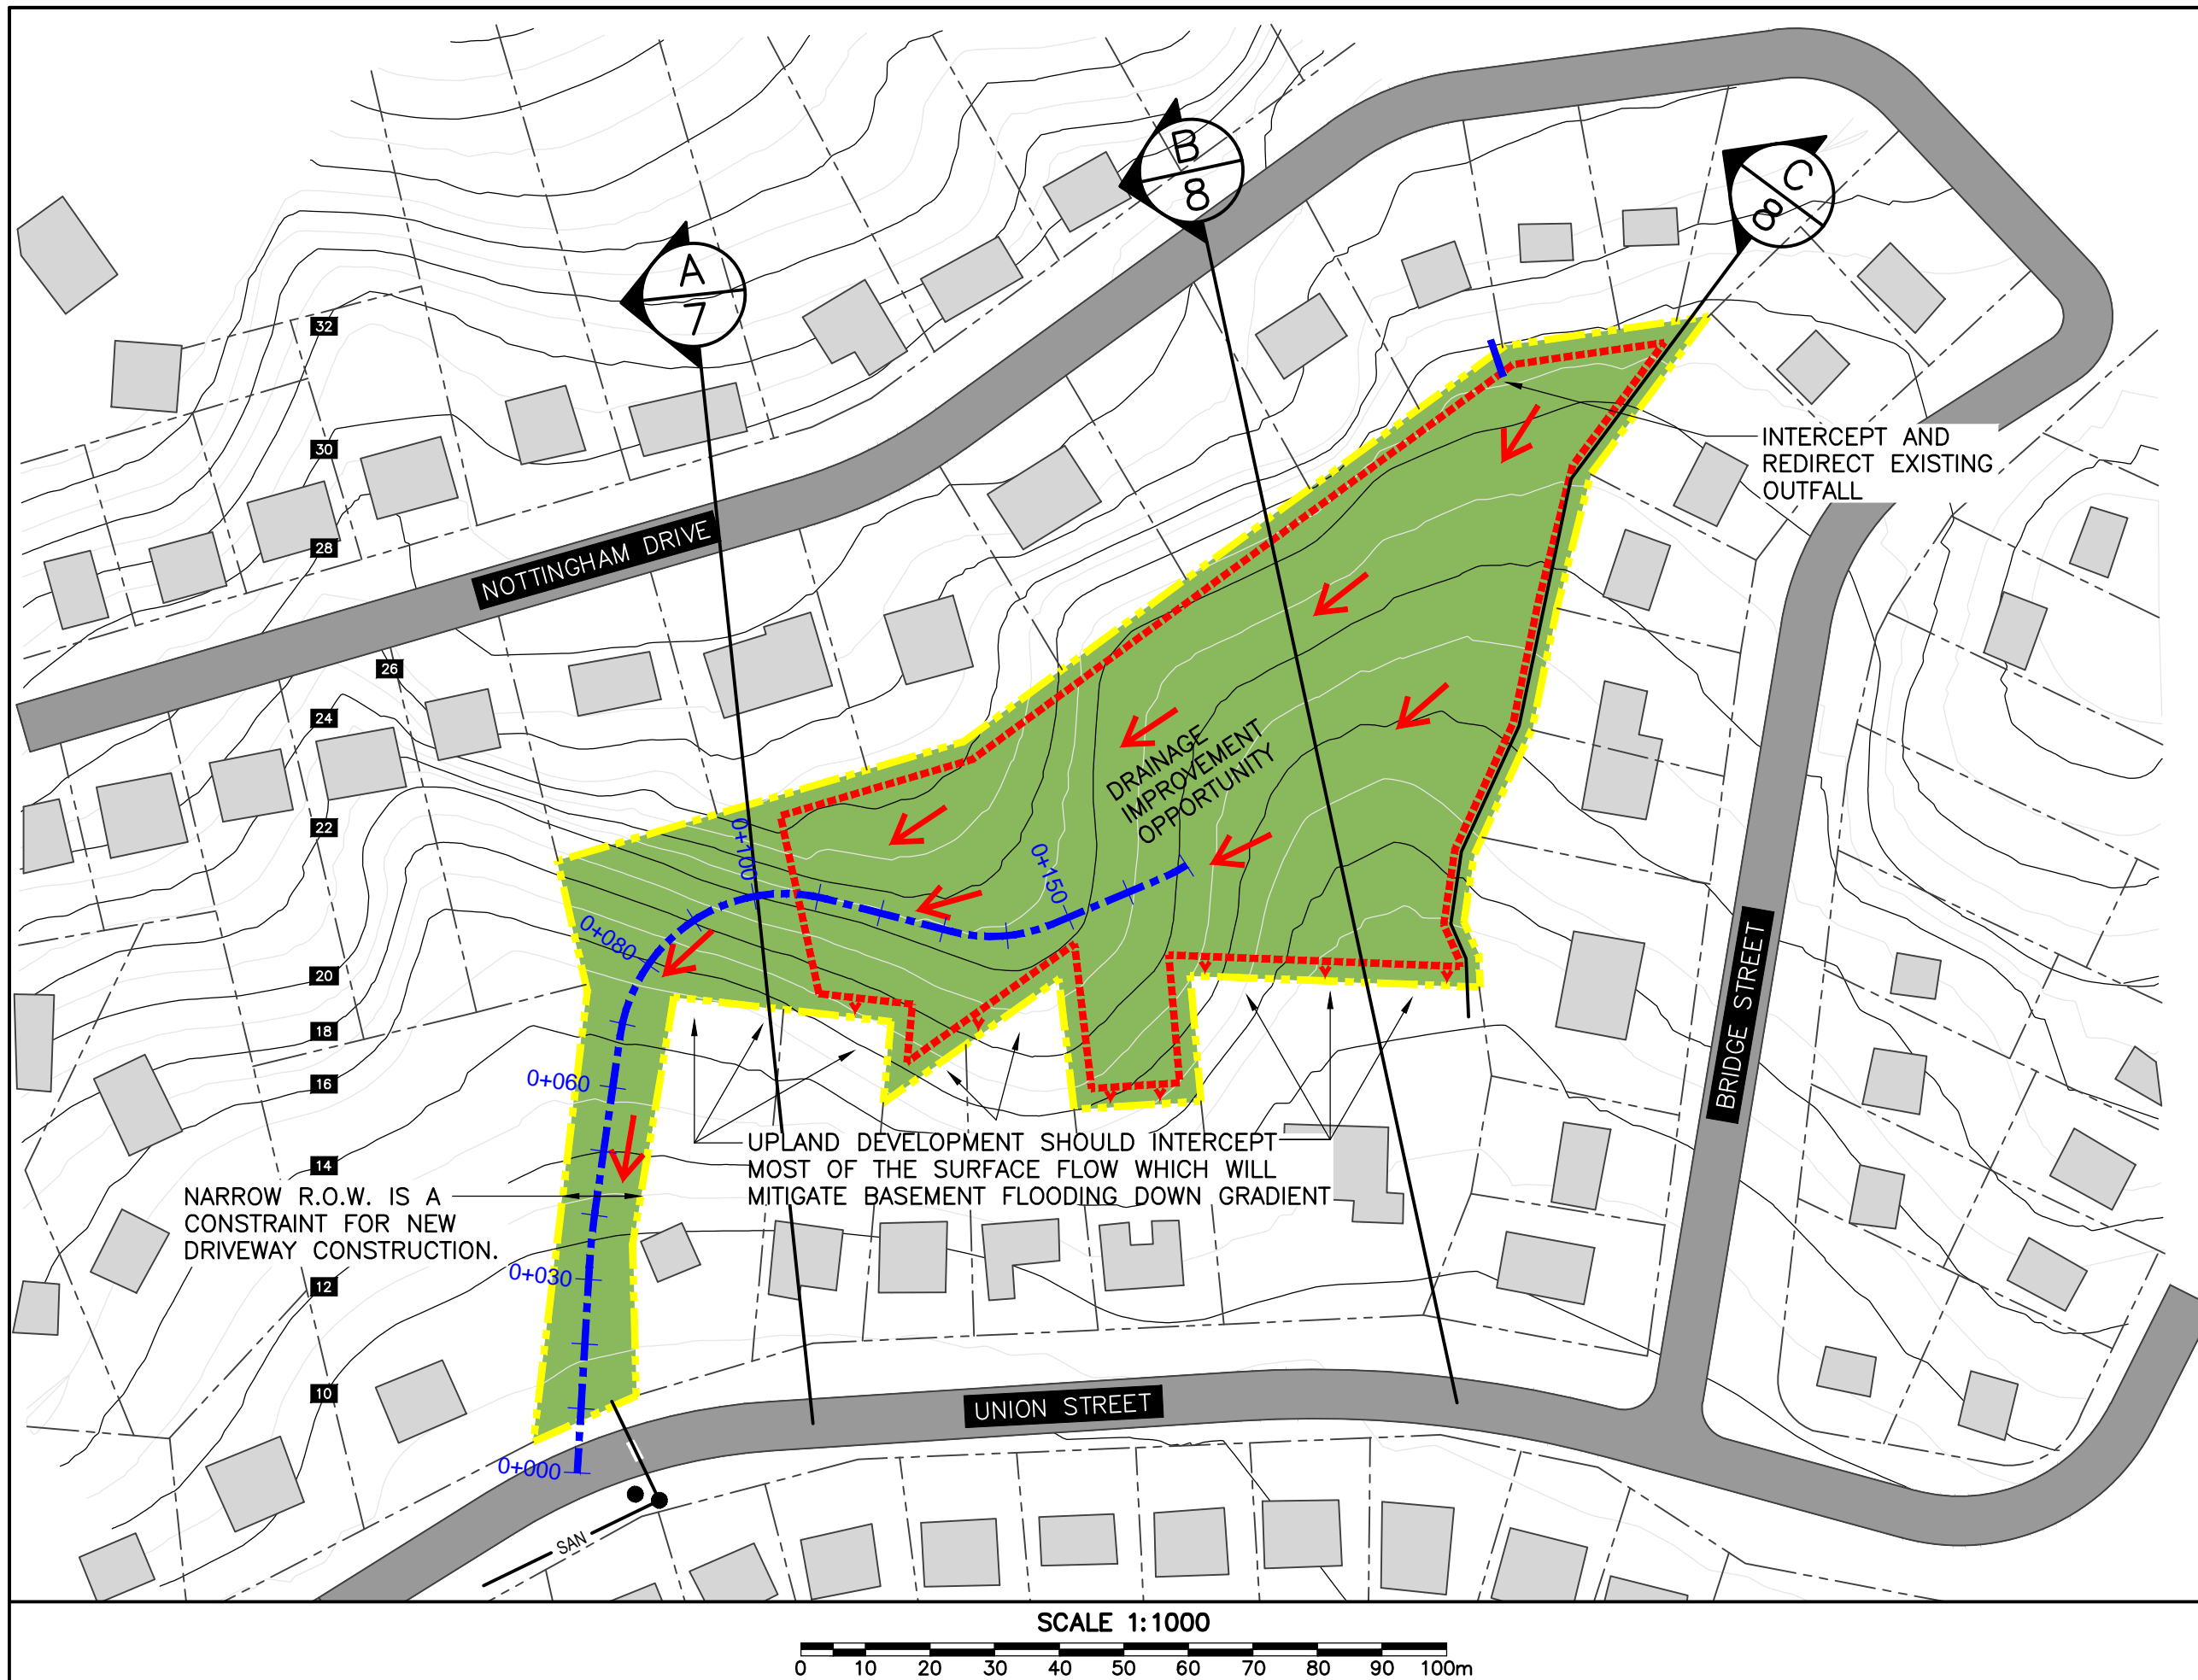 B
8
C
8
A
7
32
INTERCEPT AND
REDIRECT EXISTING
OUTFALL
30
28
NOTTINGHAM DRIVE
26
24
DRAINAGE
IMPROVEMENT
OPPORTUNITY
22
0+100
0+150
0+080
20
18
16
0+060
BRIDGE STREET
UPLAND DEVELOPMENT SHOULD INTERCEPT
MOST OF THE SURFACE FLOW WHICH WILL
MITIGATE BASEMENT FLOODING DOWN GRADIENT
14
NARROW R.O.W. IS A
CONSTRAINT FOR NEW
DRIVEWAY CONSTRUCTION.
0+030
12
10
UNION STREET
0+000
SAN
SCALE 1:1000
0 10 20 30 40 50 60 70 80 90 100m